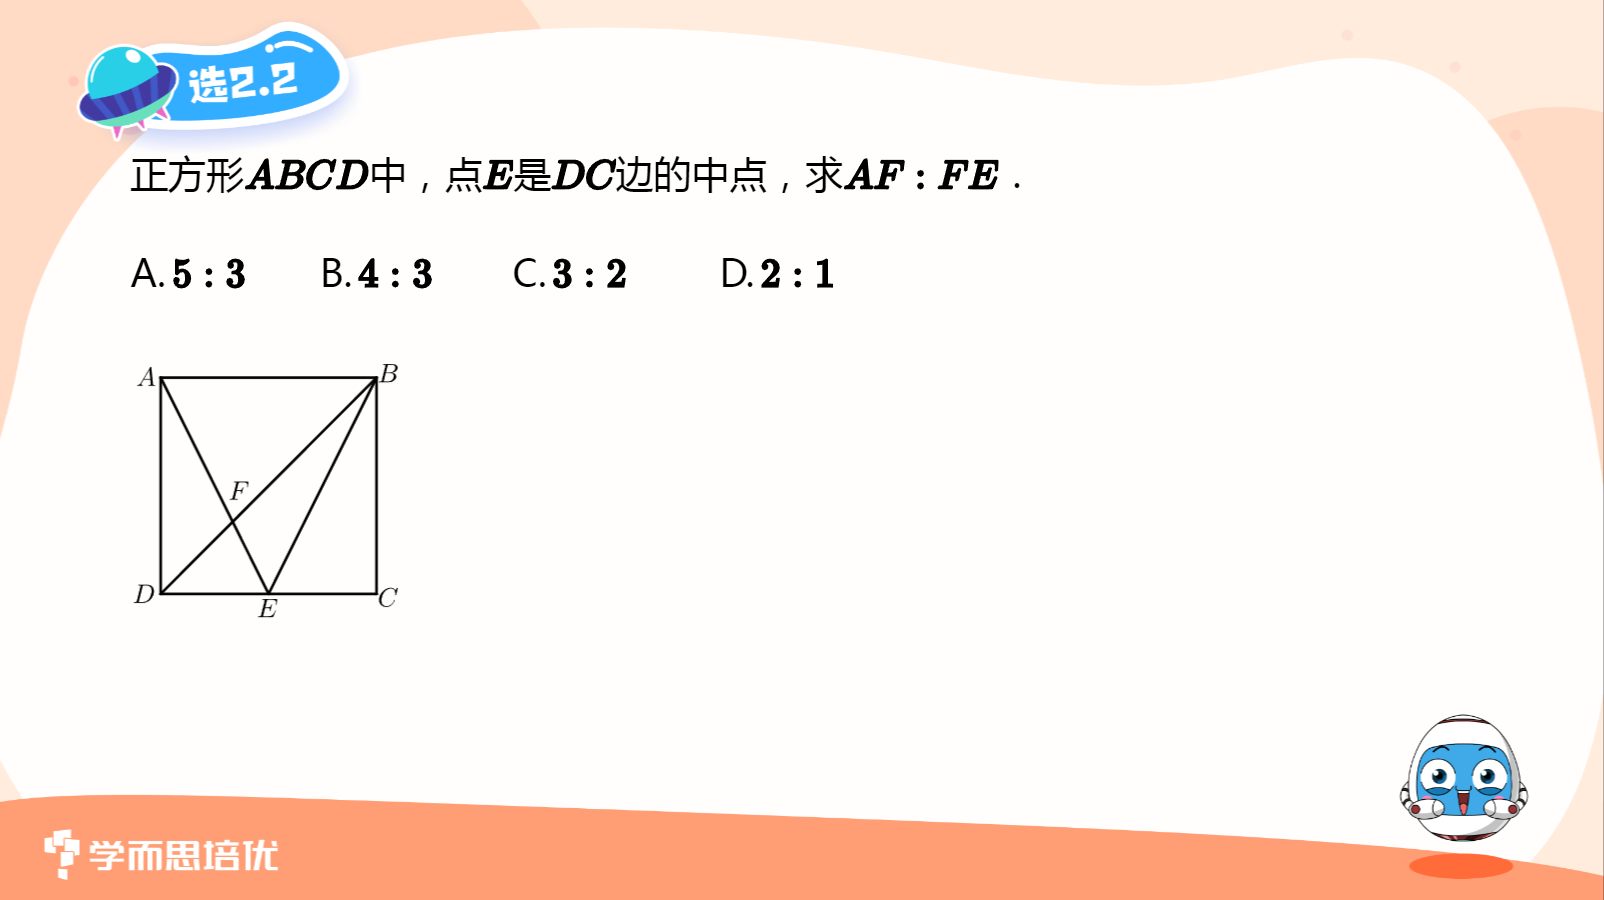 选2.2
正方形ABCD中，点E是DC边的中点，求AF:FE．
A. 5:3 B. 4:3 C. 3:2 D. 2:1
A B
F
D E C
学而思培优